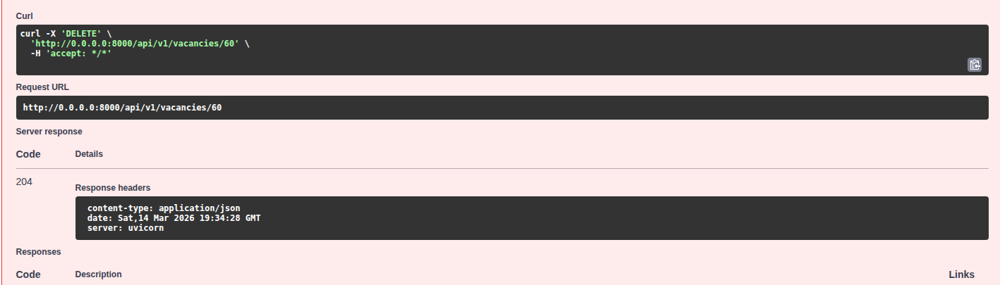 Curl
curl -X 'DELETE' \
'http://0.0.0.0:8000/api/v1/vacancies/60' \
-H 'accept: */*'
Request URL
http://0.0.0.0:8000/api/v1/vacancies/60
Server response
Code Details
204
Response headers
content-type: application/json
date: Sat,14 Mar 2026 19:34:28 GMT
server: uvicorn
Responses
Code Description Links